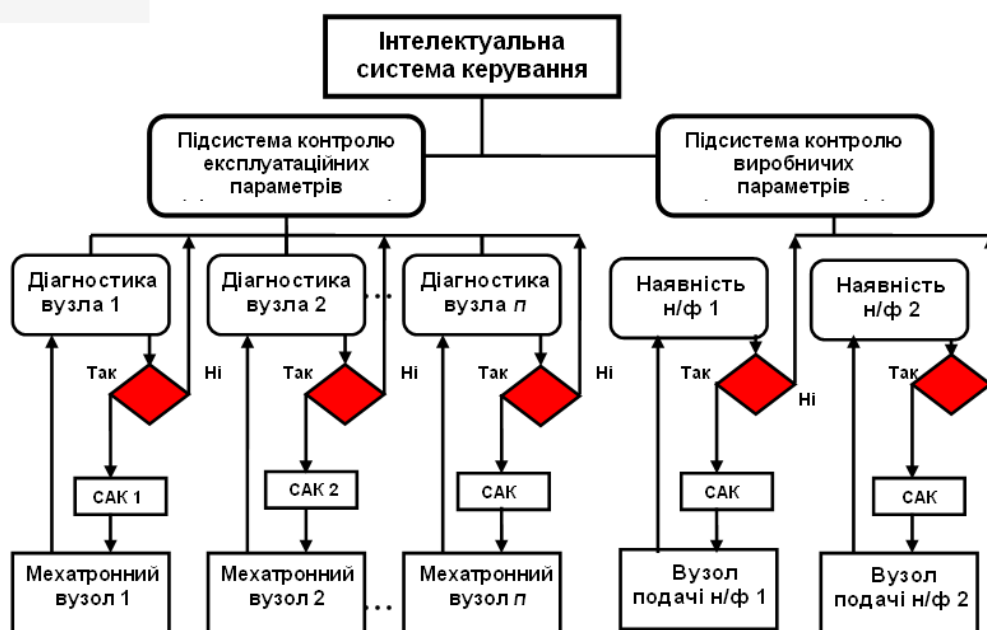 Інтелектуальна
система керування
Підсистема контролю
експлуатаційних
параметрів
Підсистема контролю
виробничих
параметрів
Діагностика
вузла 1
Діагностика
вузла 2
...
Діагностика
вузла n
Наявність
н/ф 1
Наявність
н/ф 2
Так
Ні
Так
Ні
Так
Ні
Так
Ні
Так
САК 1
САК 2
САК
САК
САК
Мехатронний
вузол 1
Мехатронний
вузол 2
...
Мехатронний
вузол n
Вузол
подачі н/ф 1
Вузол
подачі н/ф 2